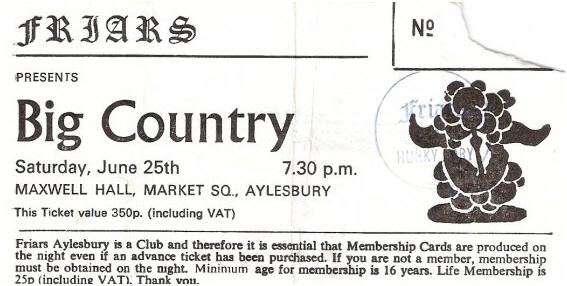 FRIARS
Nº
PRESENTS
Big Country
Friars
Saturday, June 25th 7.30 p.m.
MAXWELL HALL, MARKET SQ., AYLESBURY
This Ticket value 350p. (including VAT)
Friars Aylesbury is a Club and therefore it is essential that Membership Cards are produced on
the night even if an advance ticket has been purchased. If you are not a member, membership
must be obtained on the night. Minimum age for membership is 16 years. Life Membership is
25p (including VAT). Thank you.